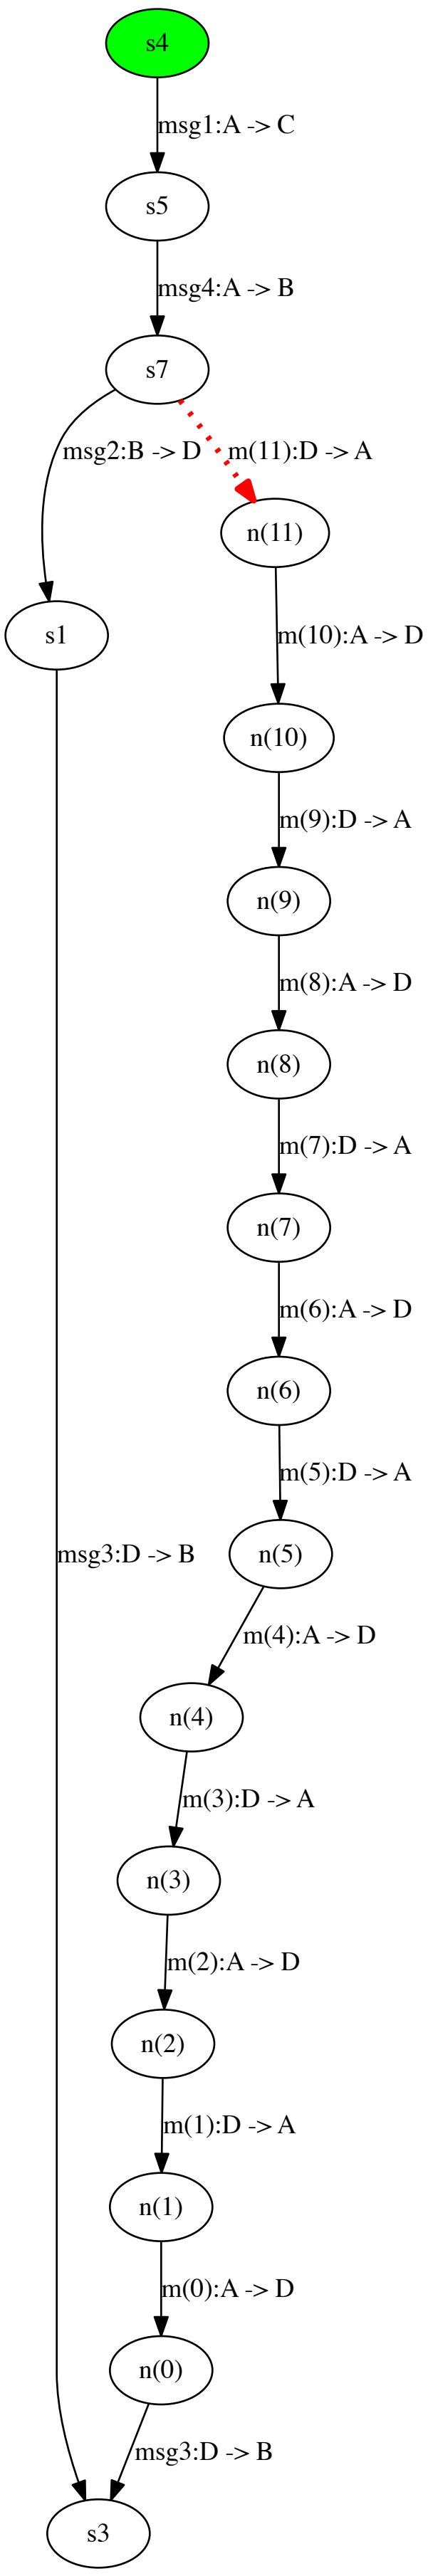 s4
msg1:A -> C
s5
msg4:A -> B
s7
msg2:B -> D
m(11):D -> A
n(11)
s1
m(10):A -> D
n(10)
m(9):D -> A
n(9)
m(8):A -> D
n(8)
m(7):D -> A
n(7)
m(6):A -> D
n(6)
m(5):D -> A
msg3:D -> B
n(5)
m(4):A -> D
n(4)
m(3):D -> A
n(3)
m(2):A -> D
n(2)
m(1):D -> A
n(1)
m(0):A -> D
n(0)
msg3:D -> B
s3